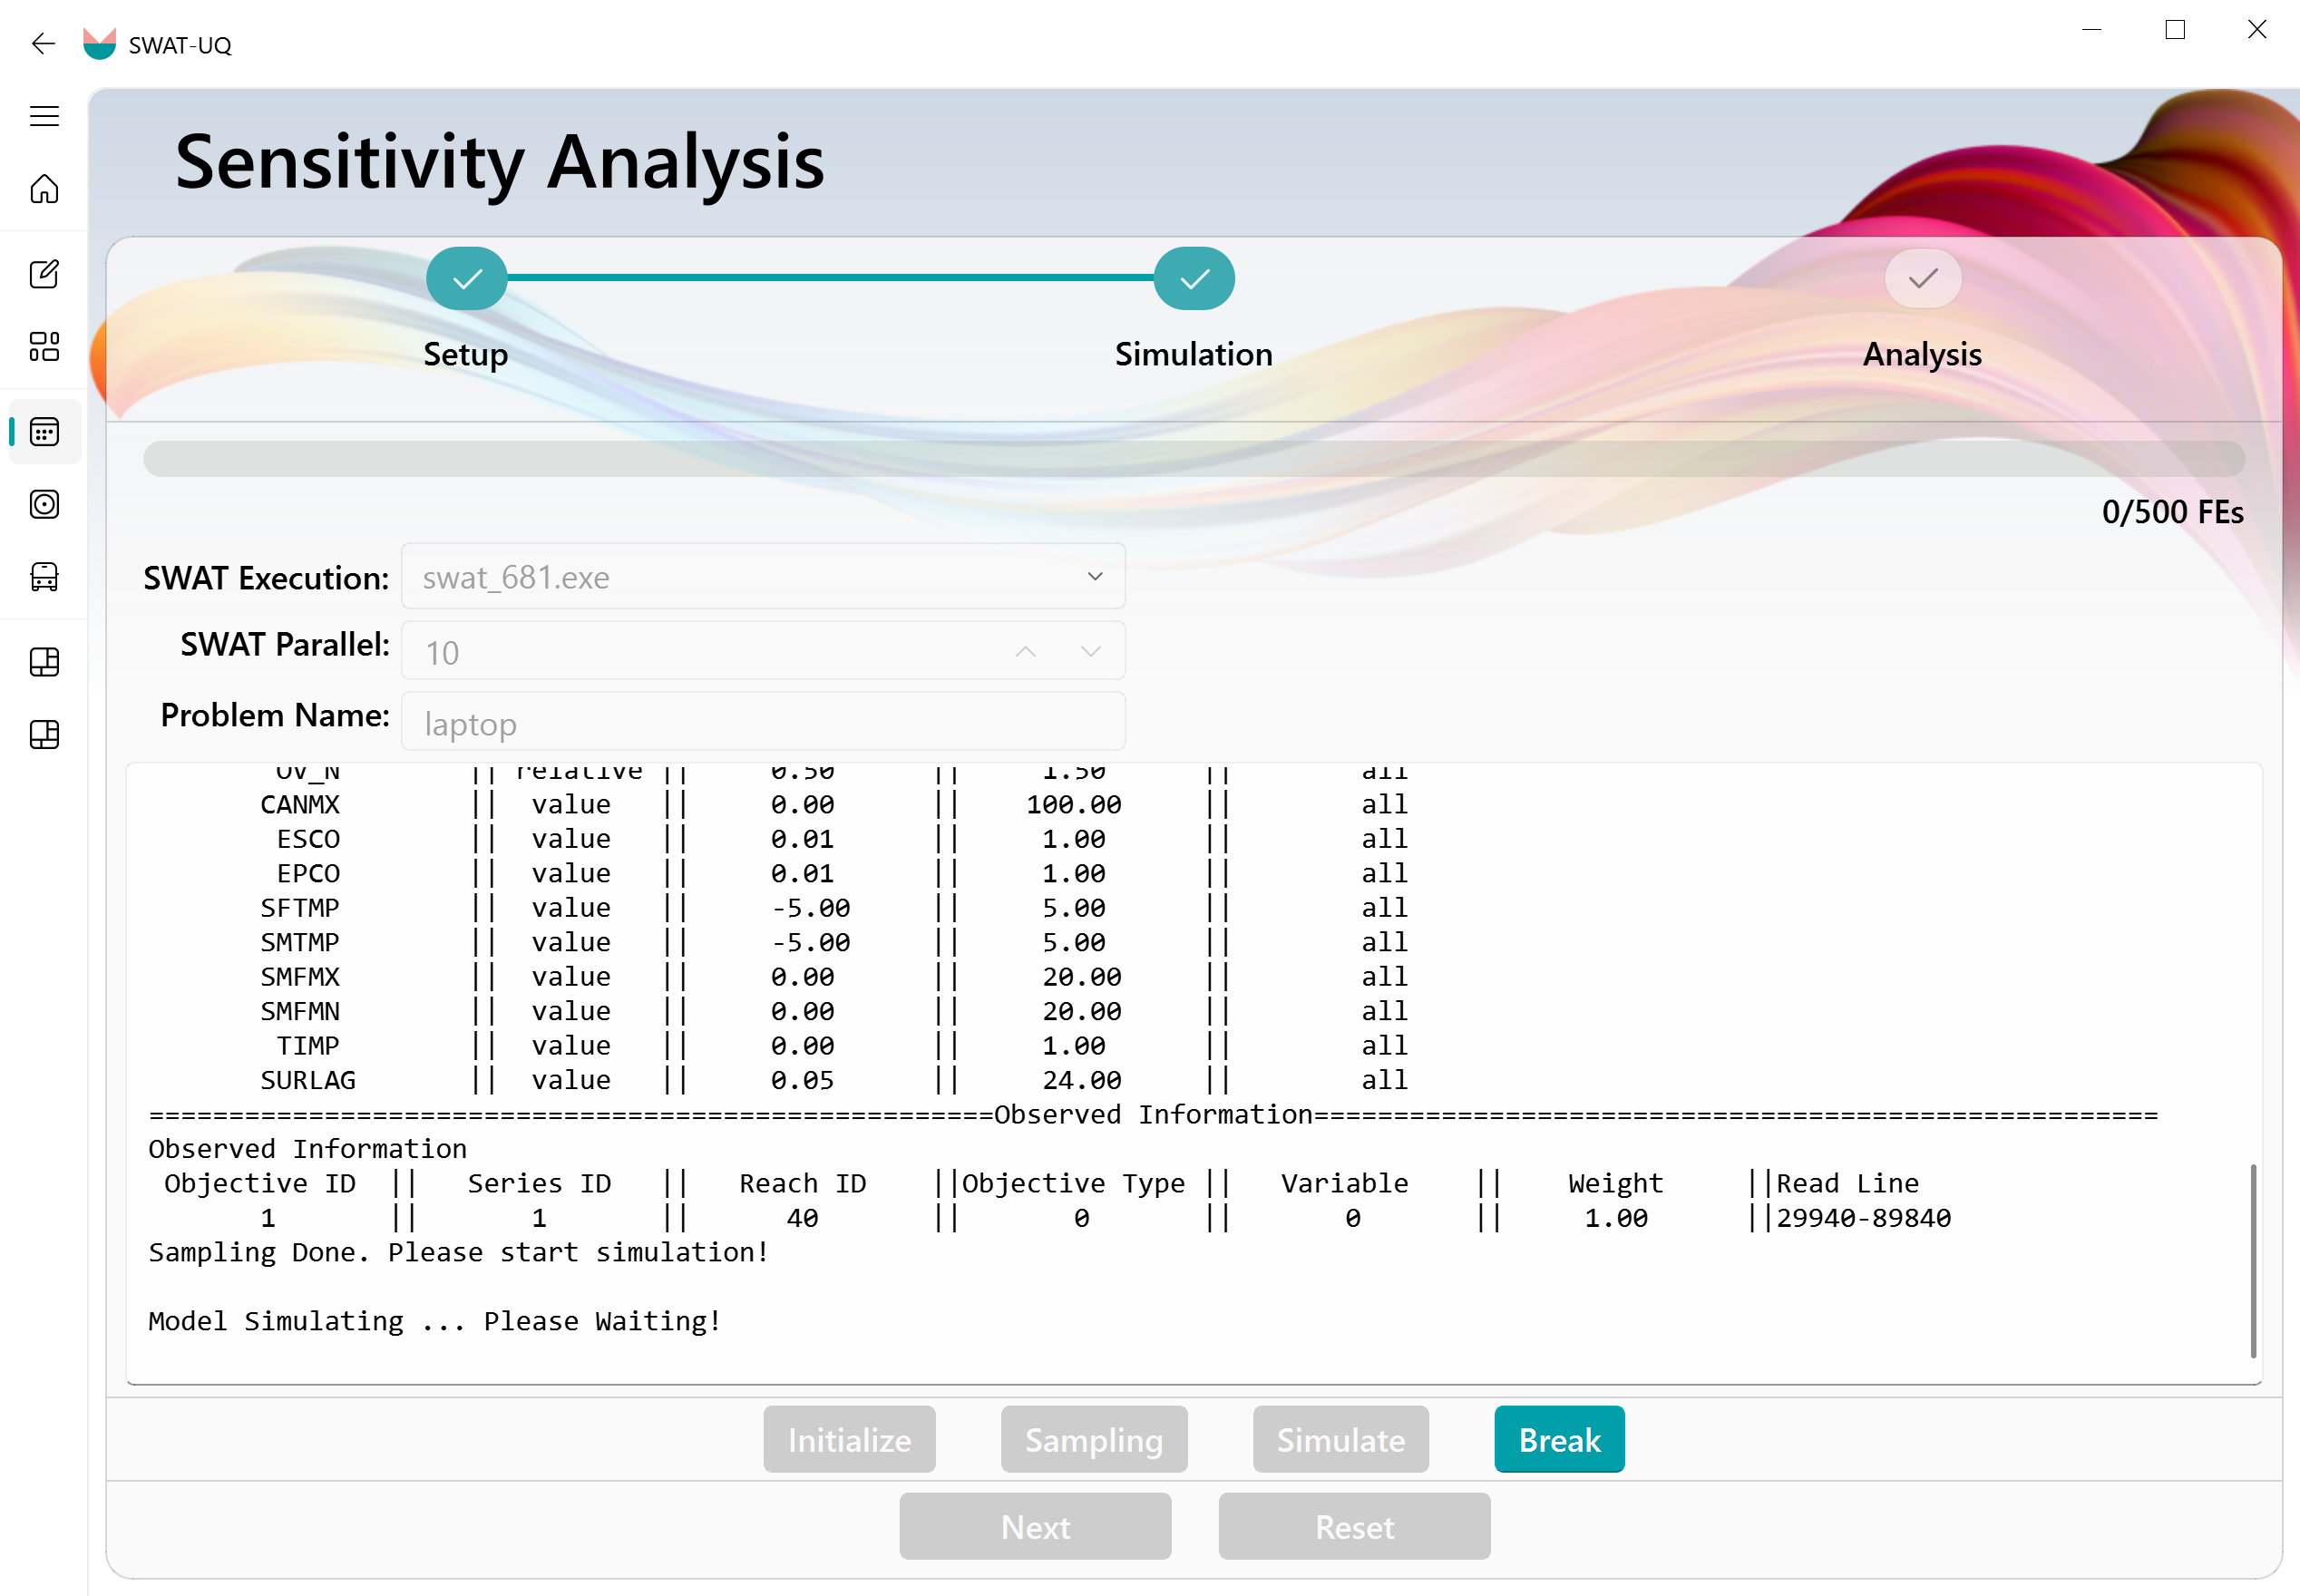 SWAT-UQ
Sensitivity Analysis
Setup
Simulation
Analysis
0/500 FEs
SWAT Execution: swat_681.exe
SWAT Parallel: 10
Problem Name: laptop
OV_N || relative || 0.50 || 1.50 || all
CANMX || value || 0.00 || 100.00 || all
ESCO || value || 0.01 || 1.00 || all
EPCO || value || 0.01 || 1.00 || all
SFTMP || value || -5.00 || 5.00 || all
SMTMP || value || -5.00 || 5.00 || all
SMFMX || value || 0.00 || 20.00 || all
SMFMN || value || 0.00 || 20.00 || all
TIMP || value || 0.00 || 1.00 || all
SURLAG || value || 0.05 || 24.00 || all
=====================================================Observed Information=====================================================
Observed Information
Objective ID || Series ID || Reach ID ||Objective Type || Variable || Weight ||Read Line
1 || 1 || 40 || 0 || 0 || 1.00 ||29940-89840
Sampling Done. Please start simulation!
Model Simulating ... Please Waiting!
Initialize
Sampling
Simulate
Break
Next
Reset